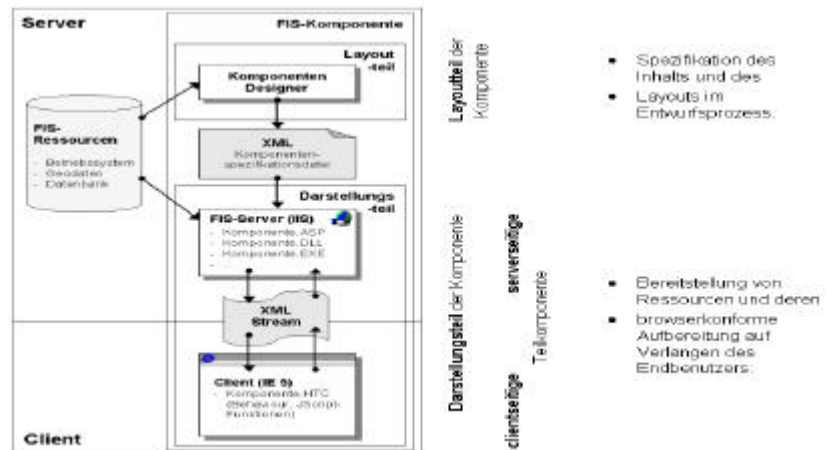 Server
FIS-Komponente
Layout
-teil
Komponenten
Designer
FIS-
Ressourcen
- Betriebssystem
- Geodaten
- Datenbank
XML
Komponenten-
spezifikationsdatei
Darstellungs
-teil
FIS-Server (IIS)
- Komponente.ASP
- Komponente.DLL
- Komponente.EXE
-
XML
Stream
Client (IE 5)
- Komponente.HTC
(Behaviour, JScript-
Funktionen)
Client
Layoutteil der
Komponente
Darstellungsteil der Komponente
clientseitige serverseitige
Teilkomponente
• Spezifikation des
Inhalts und des
• Layouts im
Entwurfsprozess.
• Bereitstellung von
Ressourcen und deren
• browserkonforme
Aufbereitung auf
Verlangen des
Endbenutzers.